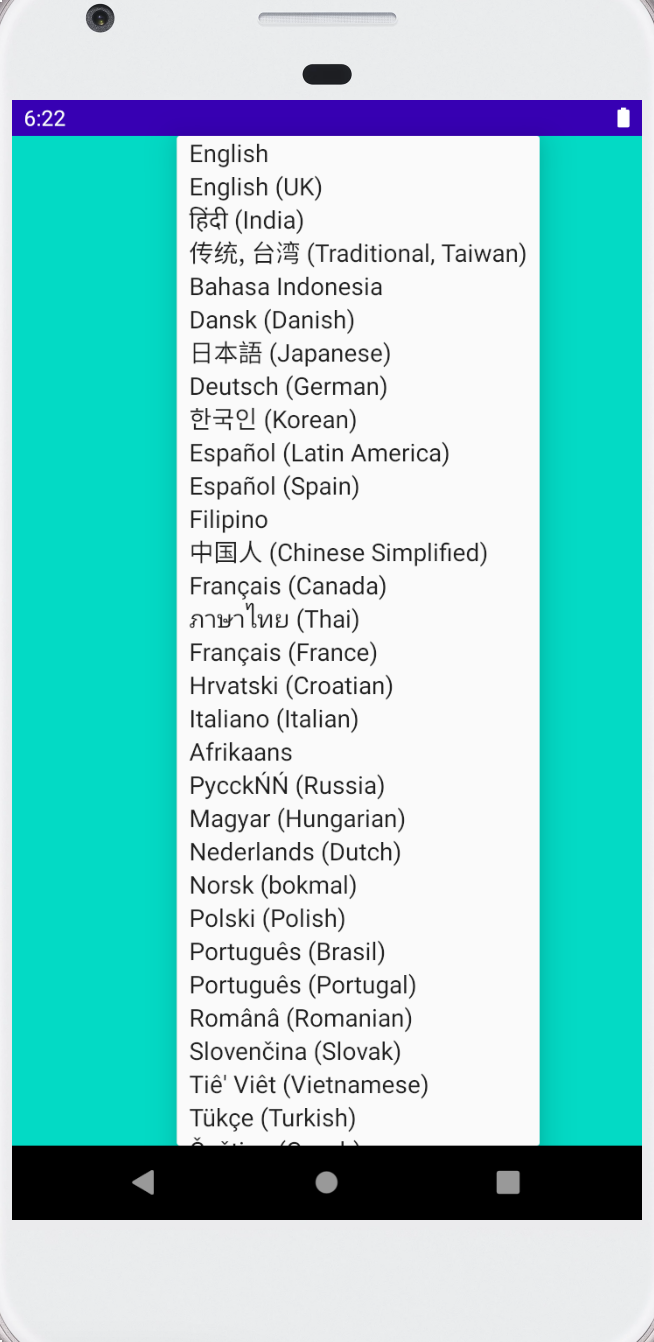 6:22
English
English (UK)
हिंदी (India)
传统, 台湾 (Traditional, Taiwan)
Bahasa Indonesia
Dansk (Danish)
日本語 (Japanese)
Deutsch (German)
한국인 (Korean)
Español (Latin America)
Español (Spain)
Filipino
中国人 (Chinese Simplified)
Français (Canada)
ภาษาไทย (Thai)
Français (France)
Hrvatski (Croatian)
Italiano (Italian)
Afrikaans
PycckŃŃ (Russia)
Magyar (Hungarian)
Nederlands (Dutch)
Norsk (bokmal)
Polski (Polish)
Português (Brasil)
Português (Portugal)
Românâ (Romanian)
Slovenčina (Slovak)
Tiê' Viêt (Vietnamese)
Tükçe (Turkish)